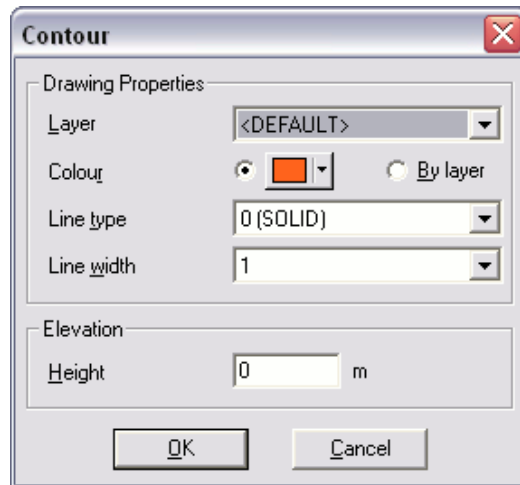 Contour
Drawing Properties
Layer <DEFAULT>
Colour By layer
Line type 0 (SOLID)
Line width 1
Elevation
Height 0 m
OK Cancel